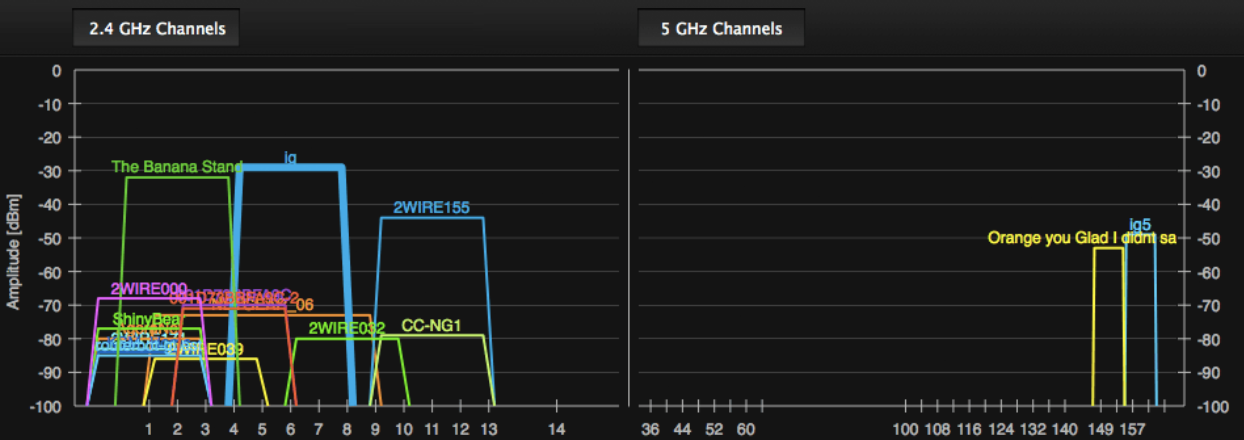 2.4 GHz Channels
5 GHz Channels
0
0
-10
-10
-20
-20
-30
-30
-40
-40
-50
-50
-60
-60
-70
-70
-80
-80
-90
-90
-100
-100
Amplitude [dBm]
The Banana Stand
2WIRE155
Orange you Glad I didnt sa
2WIRE000
_06
ShinyBea
2WIRE032
CC-NG1
2WIRE039
1 2 3 4 5 6 7 8 9 10 11 12 13 14
36 44 52 60 100 108 116 124 132 140 149 157